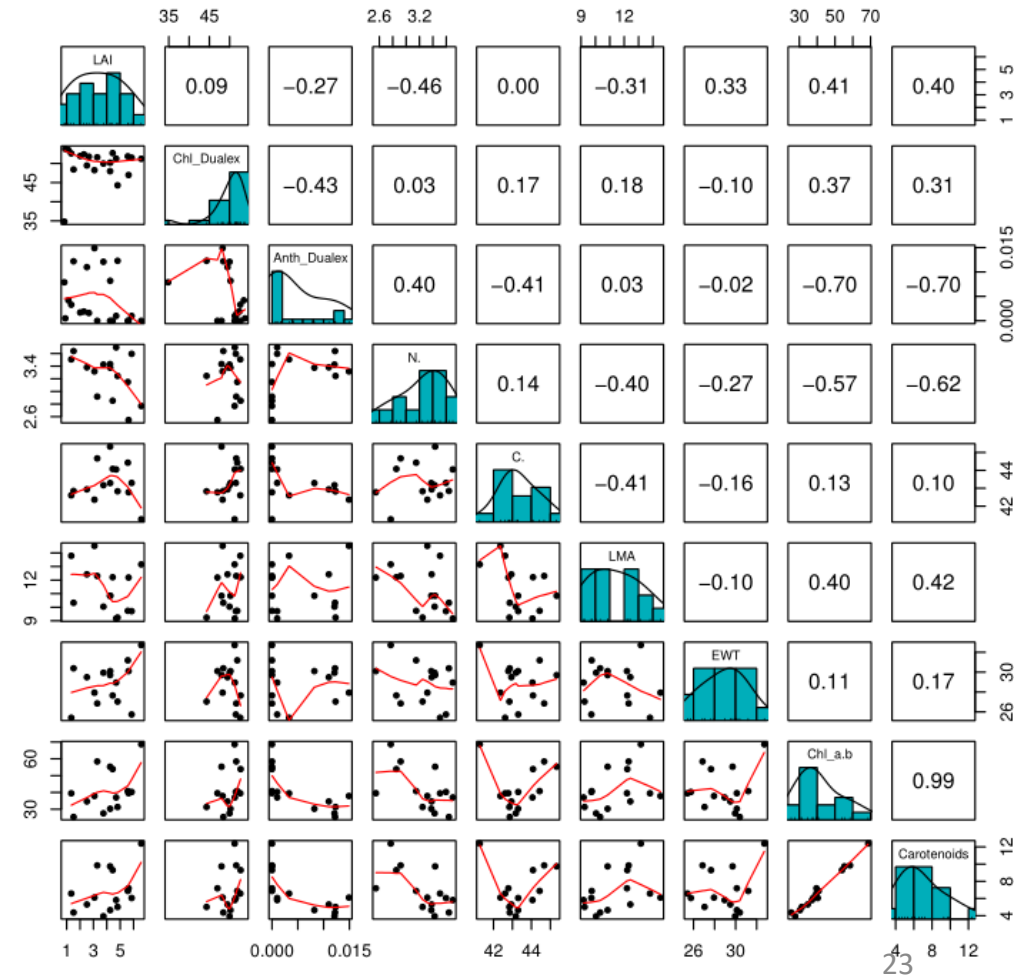 35 45 2.6 3.2 9 12 30 50 70
LAI 0.09 −0.27 −0.46 0.00 −0.31 0.33 0.41 0.40 1 3 5
35 45 Chl_Dualex −0.43 0.03 0.17 0.18 −0.10 0.37 0.31
Anth_Dualex 0.40 −0.41 0.03 −0.02 −0.70 −0.70 0.000 0.015
2.6 3.4 N. 0.14 −0.40 −0.27 −0.57 −0.62
C. −0.41 −0.16 0.13 0.10 42 44
9 12 LMA −0.10 0.40 0.42
EWT 0.11 0.17 26 30
30 60 Chl_a.b 0.99
Carotenoids 4 8 12
1 3 5 0.000 0.015 42 44 26 30 4 8 12
23